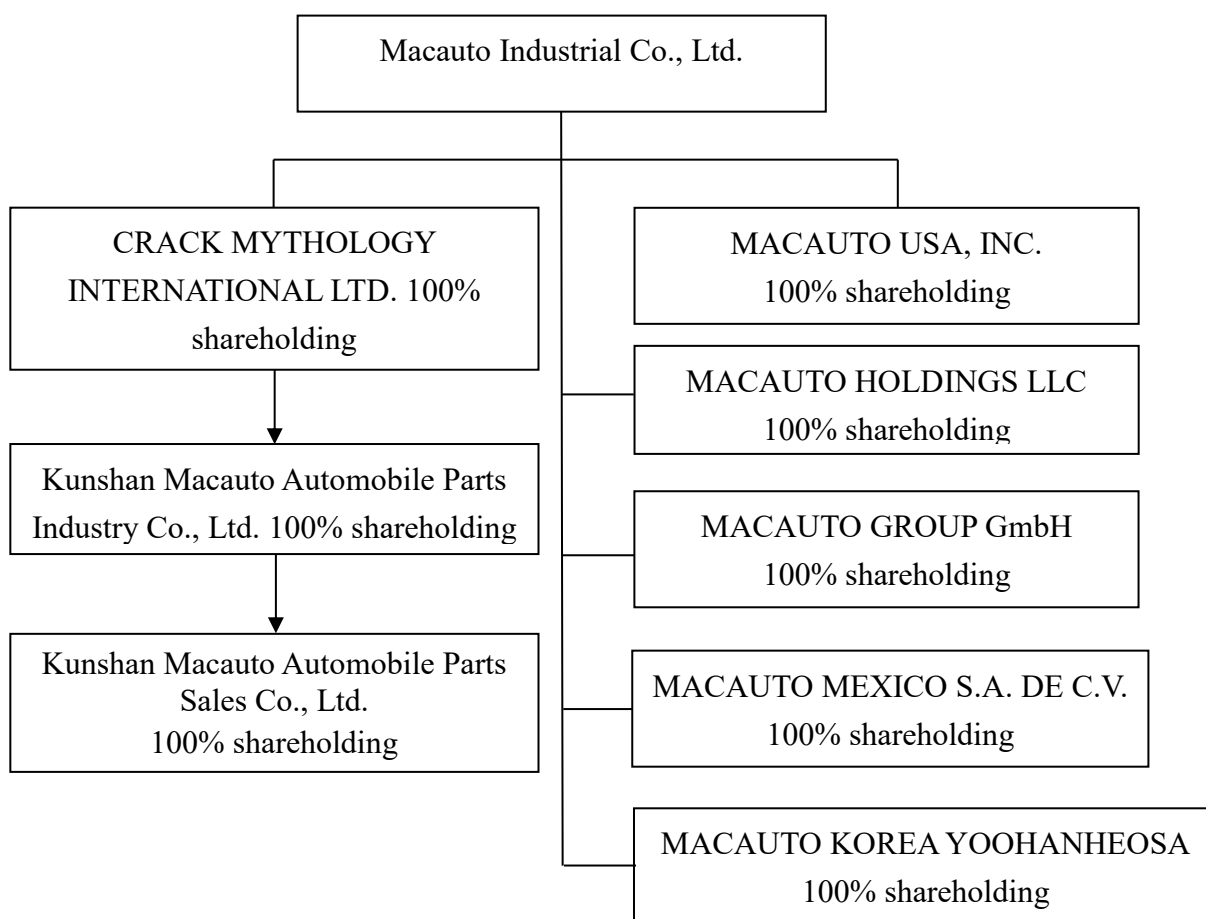 Macauto Industrial Co., Ltd.
CRACK MYTHOLOGY
INTERNATIONAL LTD. 100%
shareholding
Kunshan Macauto Automobile Parts
Industry Co., Ltd. 100% shareholding
Kunshan Macauto Automobile Parts
Sales Co., Ltd.
100% shareholding
MACAUTO USA, INC.
100% shareholding
MACAUTO HOLDINGS LLC
100% shareholding
MACAUTO GROUP GmbH
100% shareholding
MACAUTO MEXICO S.A. DE C.V.
100% shareholding
MACAUTO KOREA YOOHANHEOSA
100% shareholding